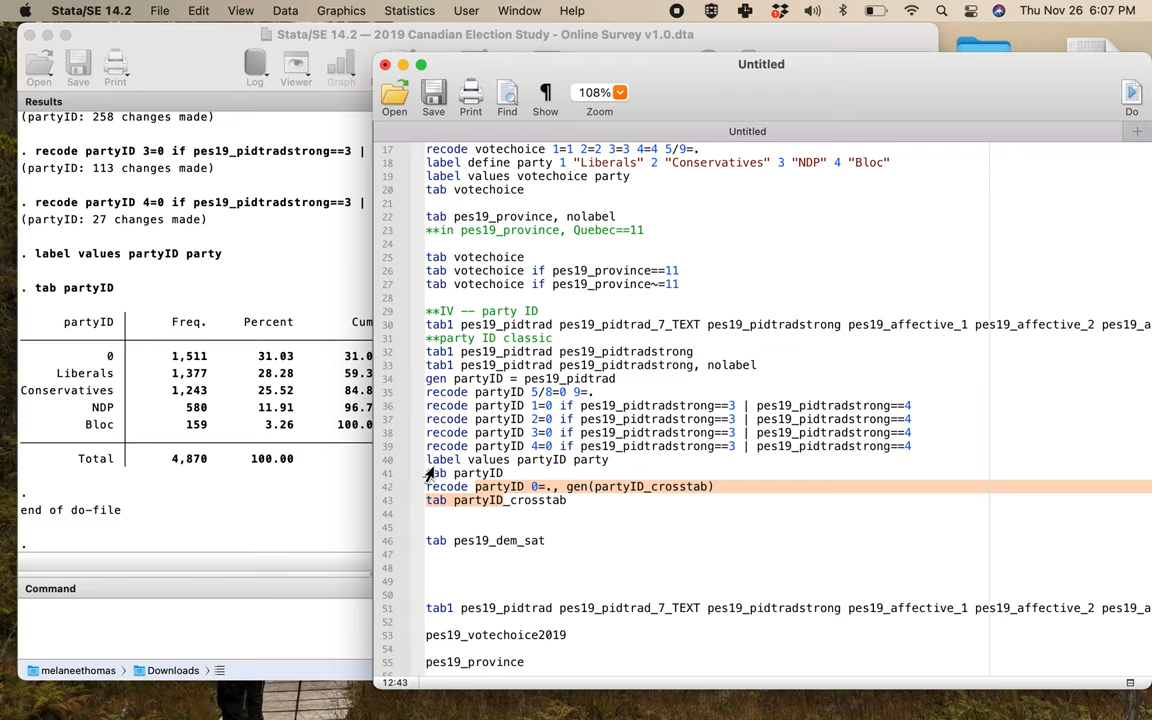 Stata/SE 14.2 File Edit View Data Graphics Statistics User Window Help Thu Nov 26 6:07 PM
Stata/SE 14.2 — 2019 Canadian Election Study - Online Survey v1.0.dta
Open Save Print Log Viewer Graph
Results
(partyID: 258 changes made)
. recode partyID 3=0 if pes19_pidtradstrong==3 |
(partyID: 113 changes made)
. recode partyID 4=0 if pes19_pidtradstrong==3 |
(partyID: 27 changes made)
. label values partyID party
. tab partyID
partyID Freq. Percent Cum
0 1,511 31.03 31.0
Liberals 1,377 28.28 59.3
Conservatives 1,243 25.52 84.8
NDP 580 11.91 96.7
Bloc 159 3.26 100.0
Total 4,870 100.00
.
end of do-file
.
Command
melaneethomas Downloads
Untitled
Open Save Print Find Show 108% Zoom Do
Untitled
17 recode votechoice 1=1 2=2 3=3 4=4 5/9=.
18 label define party 1 "Liberals" 2 "Conservatives" 3 "NDP" 4 "Bloc"
19 label values votechoice party
20 tab votechoice
21
22 tab pes19_province, nolabel
23 **in pes19_province, Quebec==11
24
25 tab votechoice
26 tab votechoice if pes19_province==11
27 tab votechoice if pes19_province~=11
28
29 **IV -- party ID
30 tab1 pes19_pidtrad pes19_pidtrad_7_TEXT pes19_pidtradstrong pes19_affective_1 pes19_affective_2 pes19_a
31 **party ID classic
32 tab1 pes19_pidtrad pes19_pidtradstrong
33 tab1 pes19_pidtrad pes19_pidtradstrong, nolabel
34 gen partyID = pes19_pidtrad
35 recode partyID 5/8=0 9=.
36 recode partyID 1=0 if pes19_pidtradstrong==3 | pes19_pidtradstrong==4
37 recode partyID 2=0 if pes19_pidtradstrong==3 | pes19_pidtradstrong==4
38 recode partyID 3=0 if pes19_pidtradstrong==3 | pes19_pidtradstrong==4
39 recode partyID 4=0 if pes19_pidtradstrong==3 | pes19_pidtradstrong==4
40 label values partyID party
41 tab partyID
42 recode partyID 0=., gen(partyID_crosstab)
43 tab partyID_crosstab
44
45
46 tab pes19_dem_sat
47
48
49
50
51 tab1 pes19_pidtrad pes19_pidtrad_7_TEXT pes19_pidtradstrong pes19_affective_1 pes19_affective_2 pes19_a
52
53 pes19_votechoice2019
54
55 pes19_province
12:43